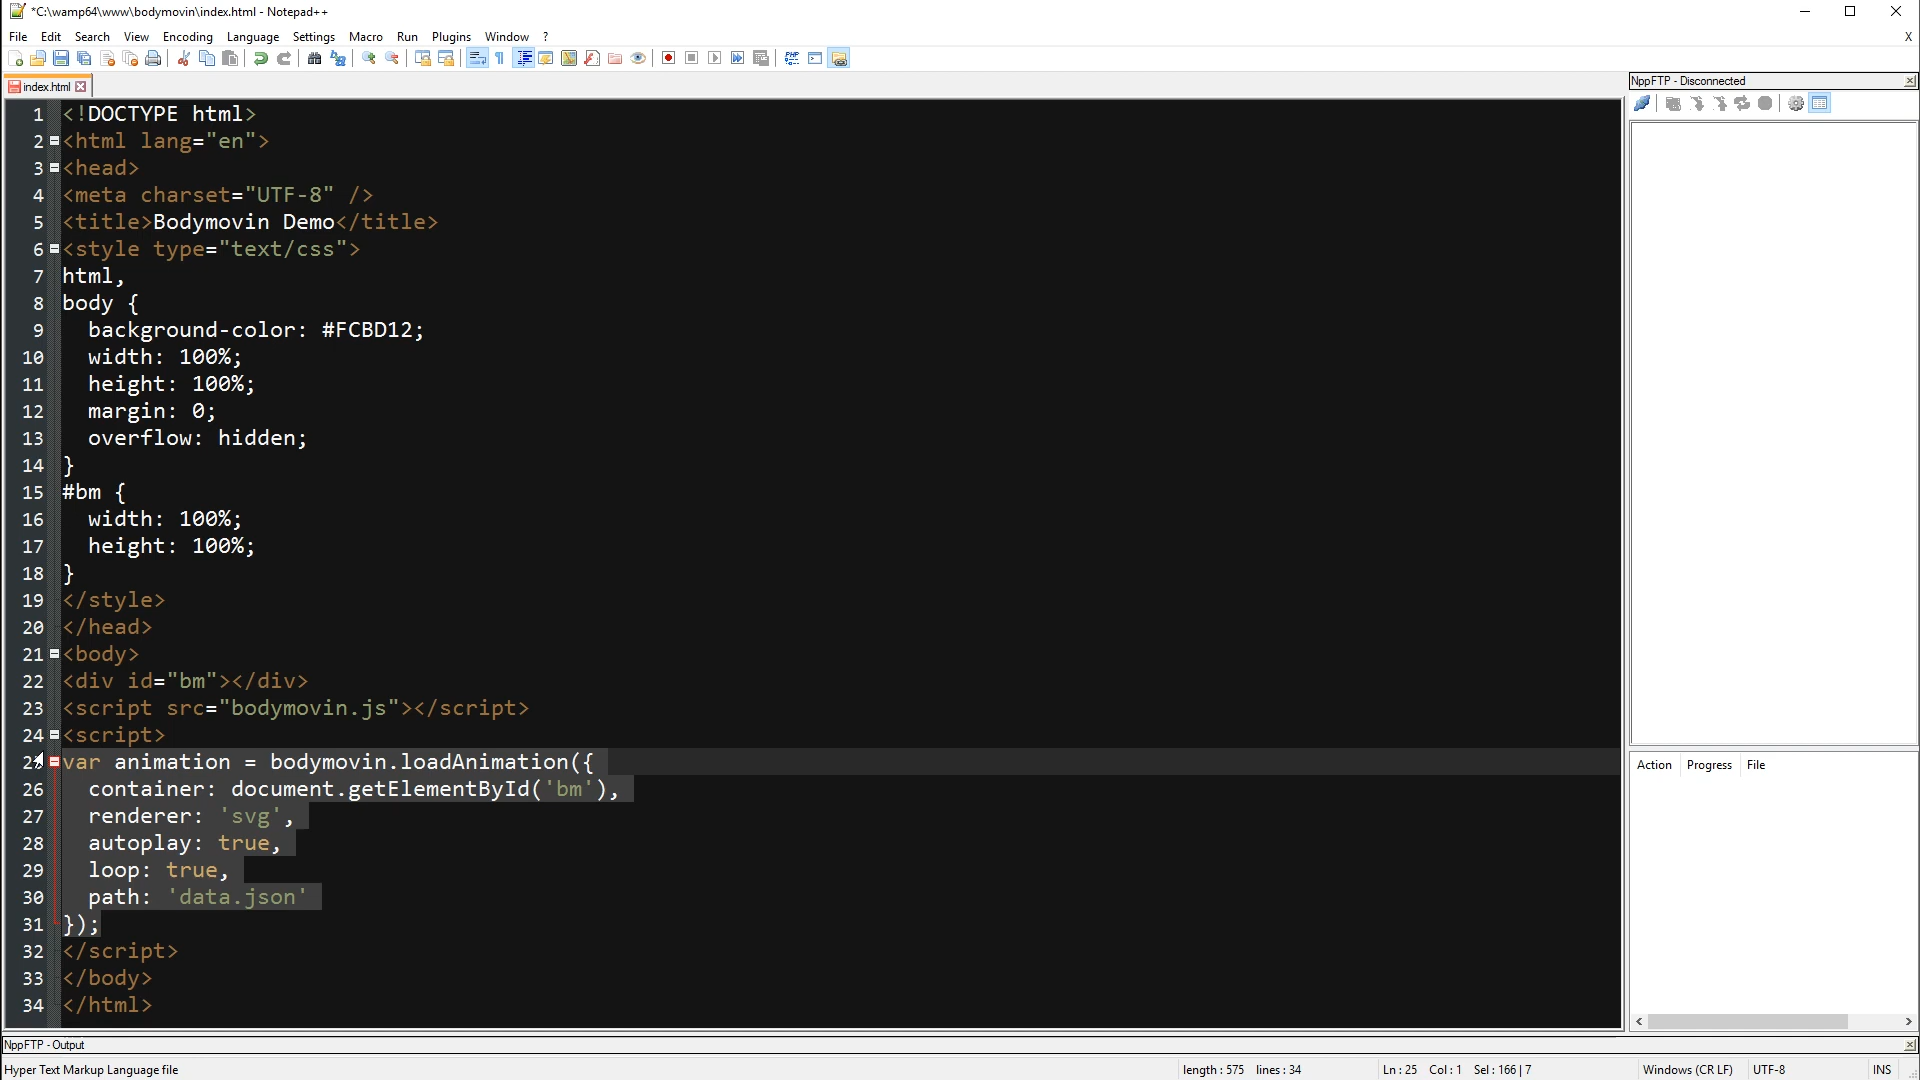 *C:\wamp64\www\bodymovin\index.html - Notepad++
File Edit Search View Encoding Language Settings Macro Run Plugins Window ? X
index.html
NppFTP - Disconnected
1 <!DOCTYPE html>
2 <html lang="en">
3 <head>
4 <meta charset="UTF-8" />
5 <title>Bodymovin Demo</title>
6 <style type="text/css">
7 html,
8 body {
9 background-color: #FCBD12;
10 width: 100%;
11 height: 100%;
12 margin: 0;
13 overflow: hidden;
14 }
15 #bm {
16 width: 100%;
17 height: 100%;
18 }
19 </style>
20 </head>
21 <body>
22 <div id="bm"></div>
23 <script src="bodymovin.js"></script>
24 <script>
25 var animation = bodymovin.loadAnimation({
26 container: document.getElementById('bm'),
27 renderer: 'svg',
28 autoplay: true,
29 loop: true,
30 path: 'data.json'
31 });
32 </script>
33 </body>
34 </html>
Action Progress File
NppFTP - Output
Hyper Text Markup Language file length : 575 lines : 34 Ln : 25 Col : 1 Sel : 166 | 7 Windows (CR LF) UTF-8 INS